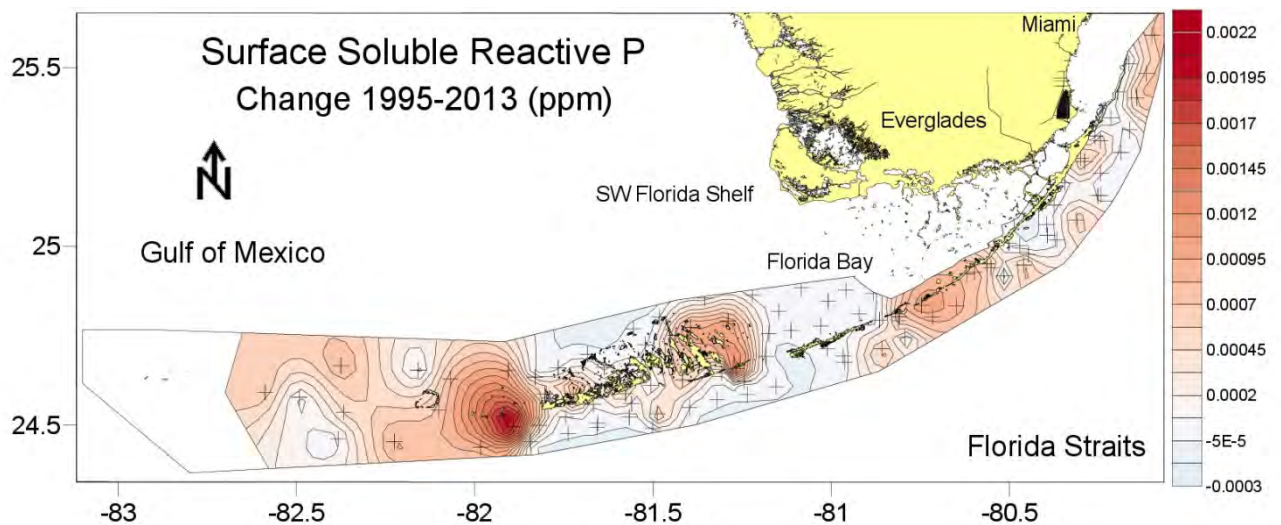 Surface Soluble Reactive P
Change 1995-2013 (ppm)
N
Gulf of Mexico
SW Florida Shelf
Florida Bay
Everglades
Miami
Florida Straits
25.5
25
24.5
-83
-82.5
-82
-81.5
-81
-80.5
0.0022
0.00195
0.0017
0.00145
0.0012
0.00095
0.0007
0.00045
0.0002
-5E-5
-0.0003